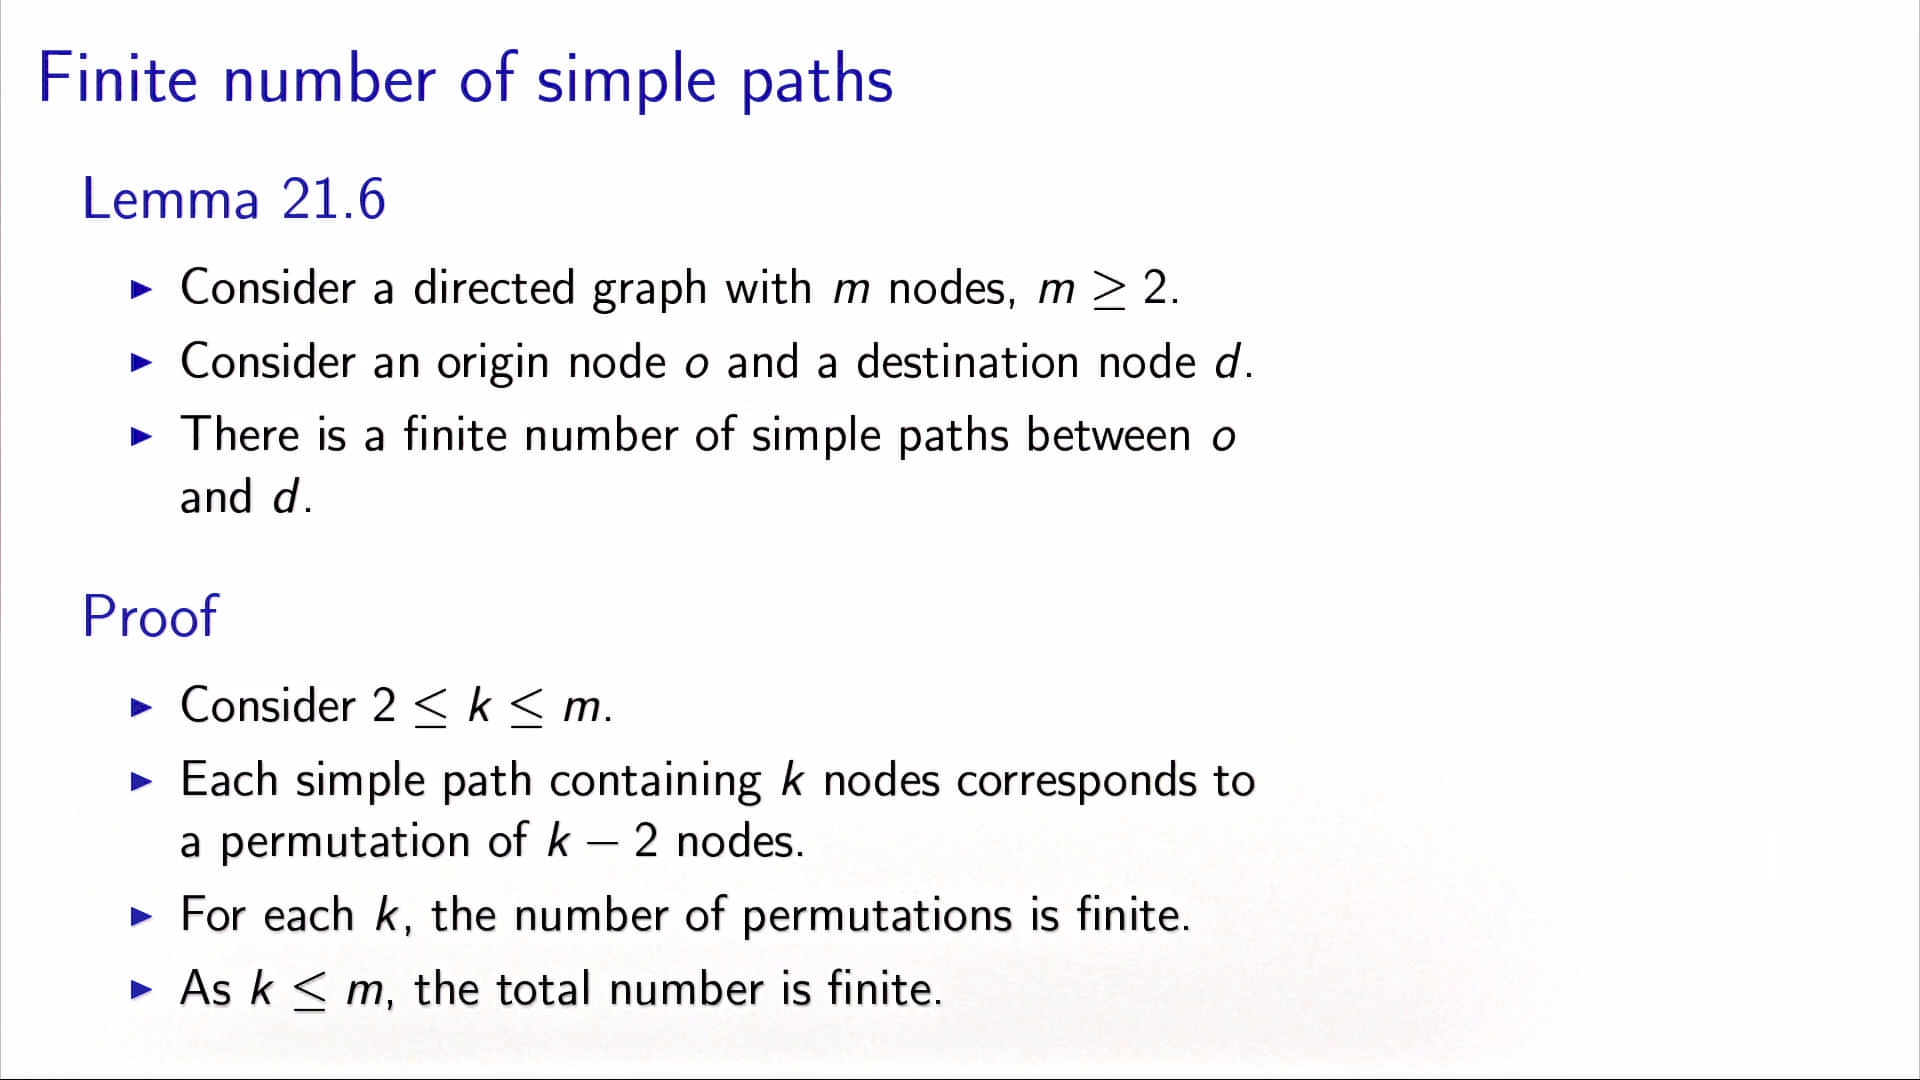 Finite number of simple paths
Lemma 21.6
▶ Consider a directed graph with m nodes, m ≥ 2.
▶ Consider an origin node o and a destination node d.
▶ There is a finite number of simple paths between o
and d.
Proof
▶ Consider 2 ≤ k ≤ m.
▶ Each simple path containing k nodes corresponds to
a permutation of k − 2 nodes.
▶ For each k, the number of permutations is finite.
▶ As k ≤ m, the total number is finite.